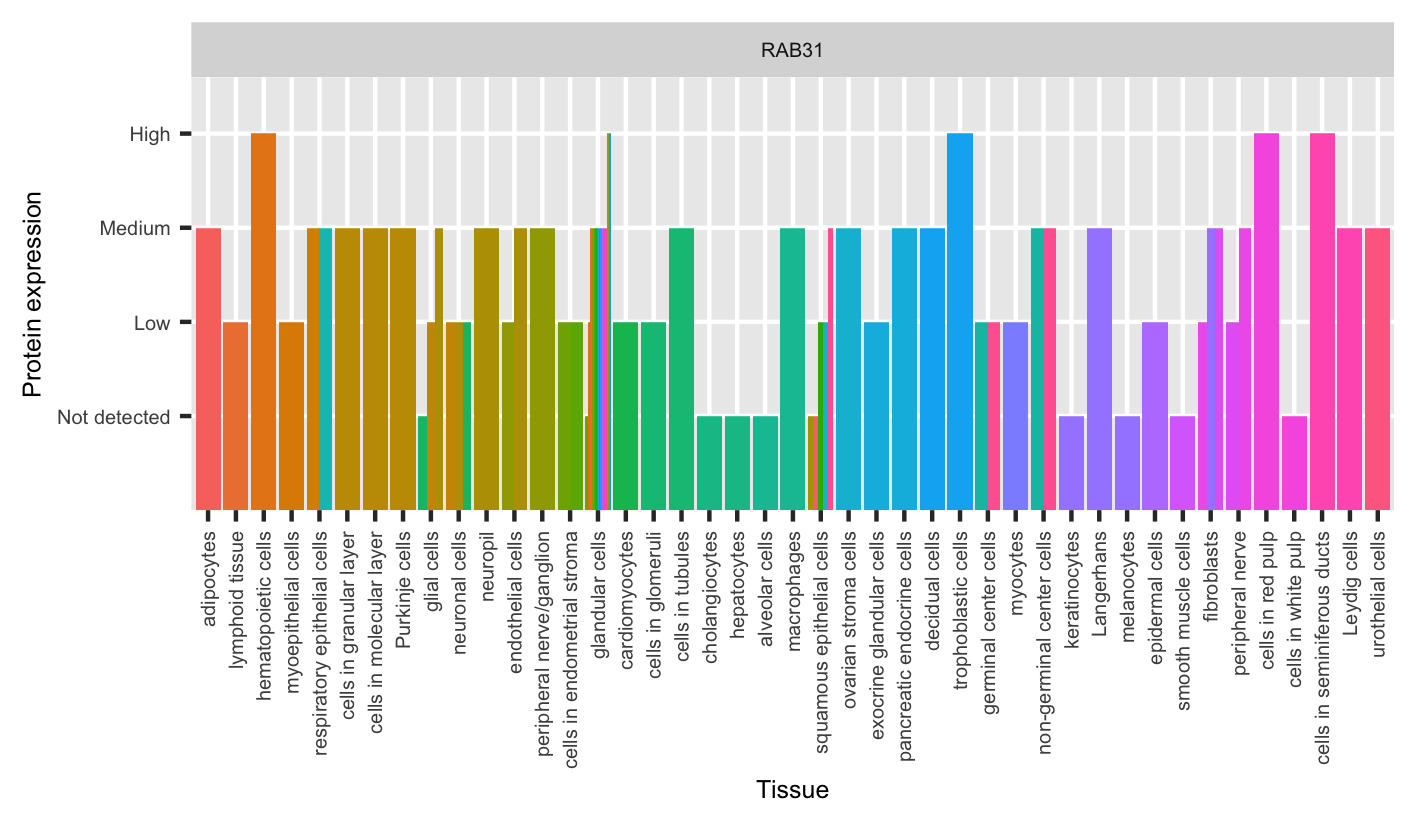 RAB31
Protein expression
High
Medium
Low
Not detected
adipocytes
lymphoid tissue
hematopoietic cells
myoepithelial cells
respiratory epithelial cells
cells in granular layer
cells in molecular layer
Purkinje cells
glial cells
neuronal cells
neuropil
endothelial cells
peripheral nerve/ganglion
cells in endometrial stroma
glandular cells
cardiomyocytes
cells in glomeruli
cells in tubules
cholangiocytes
hepatocytes
alveolar cells
macrophages
squamous epithelial cells
ovarian stroma cells
exocrine glandular cells
pancreatic endocrine cells
decidual cells
trophoblastic cells
germinal center cells
myocytes
non-germinal center cells
keratinocytes
Langerhans
melanocytes
epidermal cells
smooth muscle cells
fibroblasts
peripheral nerve
cells in red pulp
cells in white pulp
cells in seminiferous ducts
Leydig cells
urothelial cells
Tissue